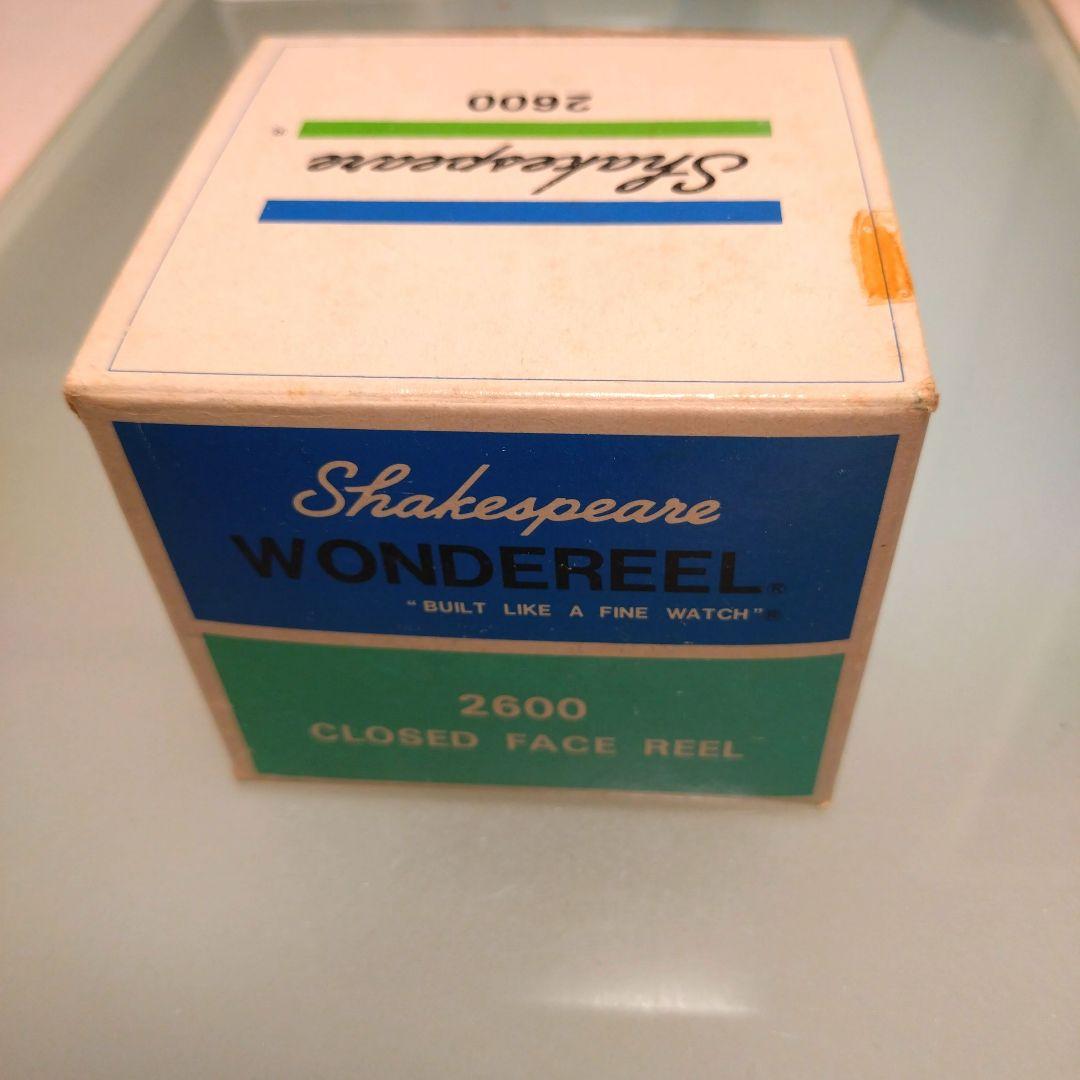 2600
Shakespeare ®
Shakespeare
WONDEREEL®
"BUILT LIKE A FINE WATCH"®
2600
CLOSED FACE REEL